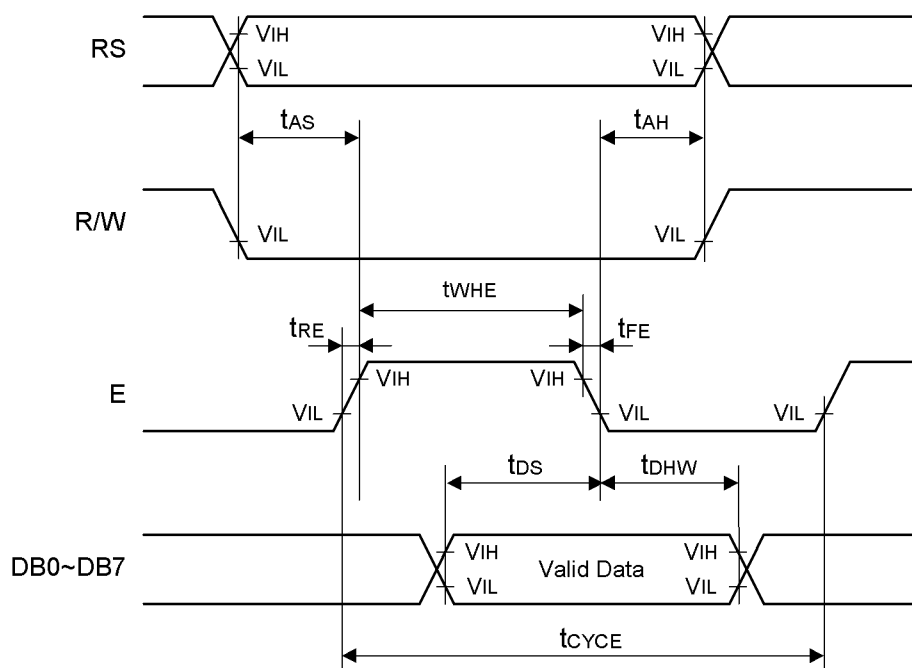 RS
VIH
VIL
VIH
VIL
tAS
tAH
R/W
VIL
VIL
tWHE
tRE
tFE
E
VIH
VIL
VIH
VIL
VIL
tDS
tDHW
DB0~DB7
VIH
VIL
Valid Data
VIH
VIL
tCYCE